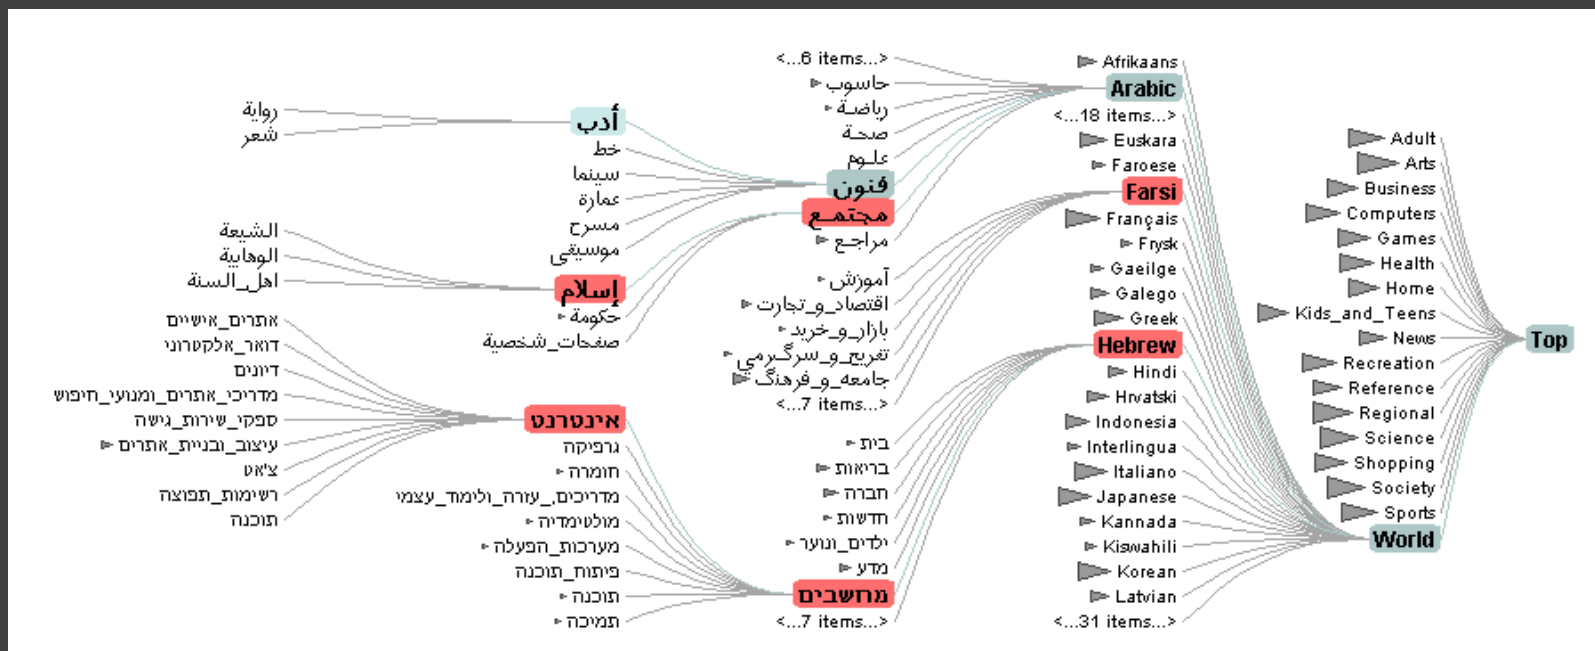 Top
Adult
Arts
Business
Computers
Games
Health
Home
Kids_and_Teens
News
Recreation
Reference
Regional
Science
Shopping
Society
Sports
World
Afrikaans
Arabic
<...18 items...>
Euskara
Faroese
Farsi
Français
Frysk
Gaeilge
Galego
Greek
Hebrew
Hindi
Hrvatski
Indonesia
Interlingua
Italiano
Japanese
Kannada
Kiswahili
Korean
Latvian
<...31 items...>
<...6 items...>
حاسوب
رياضة
صحة
علوم
فنون
مجتمع
مراجع
آموزش
اقتصاد_و_تجارت
بازار_و_خريد
تفريح_و_سرگرمي
جامعه_و_فرهنگ
<...7 items...>
בית
בריאות
חברה
חדשות
ילדים_ונוער
מדע
מחשבים
<...7 items...>
أدب
خط
سينما
عمارة
مسرح
موسيقى
إسلام
حكومة
صفحات_شخصية
אינטרנט
גרפיקה
חומרה
מדריכים,_עזרה_ולימוד_עצמי
מולטימדיה
מערכות_הפעלה
פיתוח_תוכנה
תוכנה
תמיכה
رواية
شعر
الشيعة
الوهابية
اهل_السنة
אתרים_אישיים
דואר_אלקטרוני
דיונים
מדריכי_אתרים_ומנועי_חיפוש
ספקי_שירות_גישה
עיצוב_ובניית_אתרים
צ'אט
רשימות_תפוצה
תוכנה